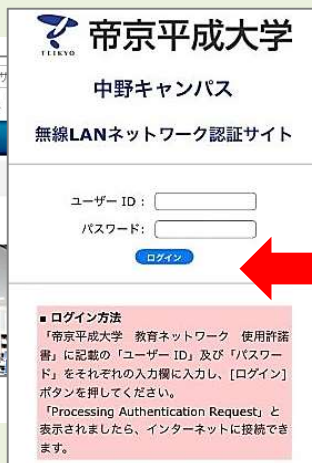 TEIKYO
帝京平成大学
中野キャンパス
無線LANネットワーク認証サイト
ユーザー ID：
パスワード：
ログイン
■ ログイン方法
「帝京平成大学　教育ネットワーク　使用許諾
書」に記載の「ユーザー ID」及び「パスワー
ド」をそれぞれの入力欄に入力し、[ログイン]
ボタンを押してください。
「Processing Authentication Request」と
表示されましたら、インターネットに接続でき
ます。